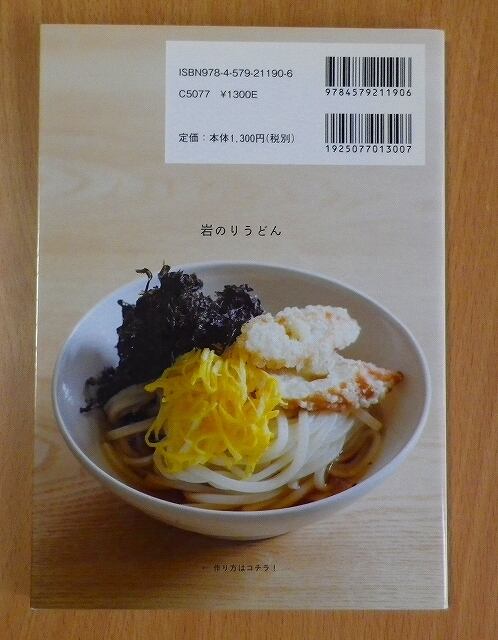 ISBN978-4-579-21190-6
C5077 ¥1300E
定価：本体1,300円(税別)
9784579211906
1925077013007
岩のりうどん
← 作り方はコチラ！